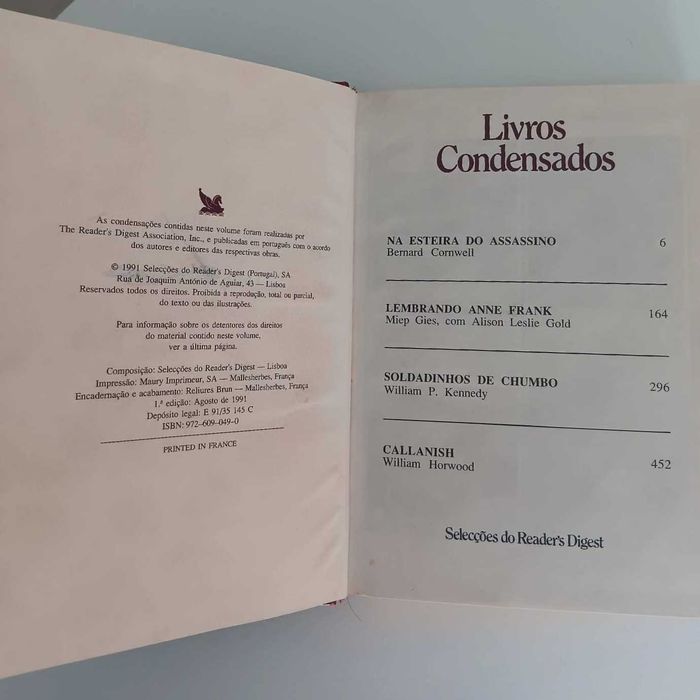 As condensações contidas neste volume foram realizadas por
The Reader's Digest Association, Inc., e publicadas em português com o acordo
dos autores e editores das respectivas obras.
© 1991 Selecções do Reader's Digest (Portugal), SA
Rua de Joaquim António de Aguiar, 43 — Lisboa
Reservados todos os direitos. Proibida a reprodução, total ou parcial,
do texto ou das ilustrações.
Para informação sobre os detentores dos direitos
do material contido neste volume,
ver a última página.
Composição: Selecções do Reader's Digest — Lisboa
Impressão: Maury Imprimeur, SA — Mallesherbes, França
Encadernação e acabamento: Reliures Brun — Mallesherbes, França
1.ª edição: Agosto de 1991
Depósito legal: E 91/35 145 C
ISBN: 972-609-049-0
PRINTED IN FRANCE
Livros
Condensados
NA ESTEIRA DO ASSASSINO 6
Bernard Cornwell
LEMBRANDO ANNE FRANK 164
Miep Gies, com Alison Leslie Gold
SOLDADINHOS DE CHUMBO 296
William P. Kennedy
CALLANISH 452
William Horwood
Selecções do Reader's Digest